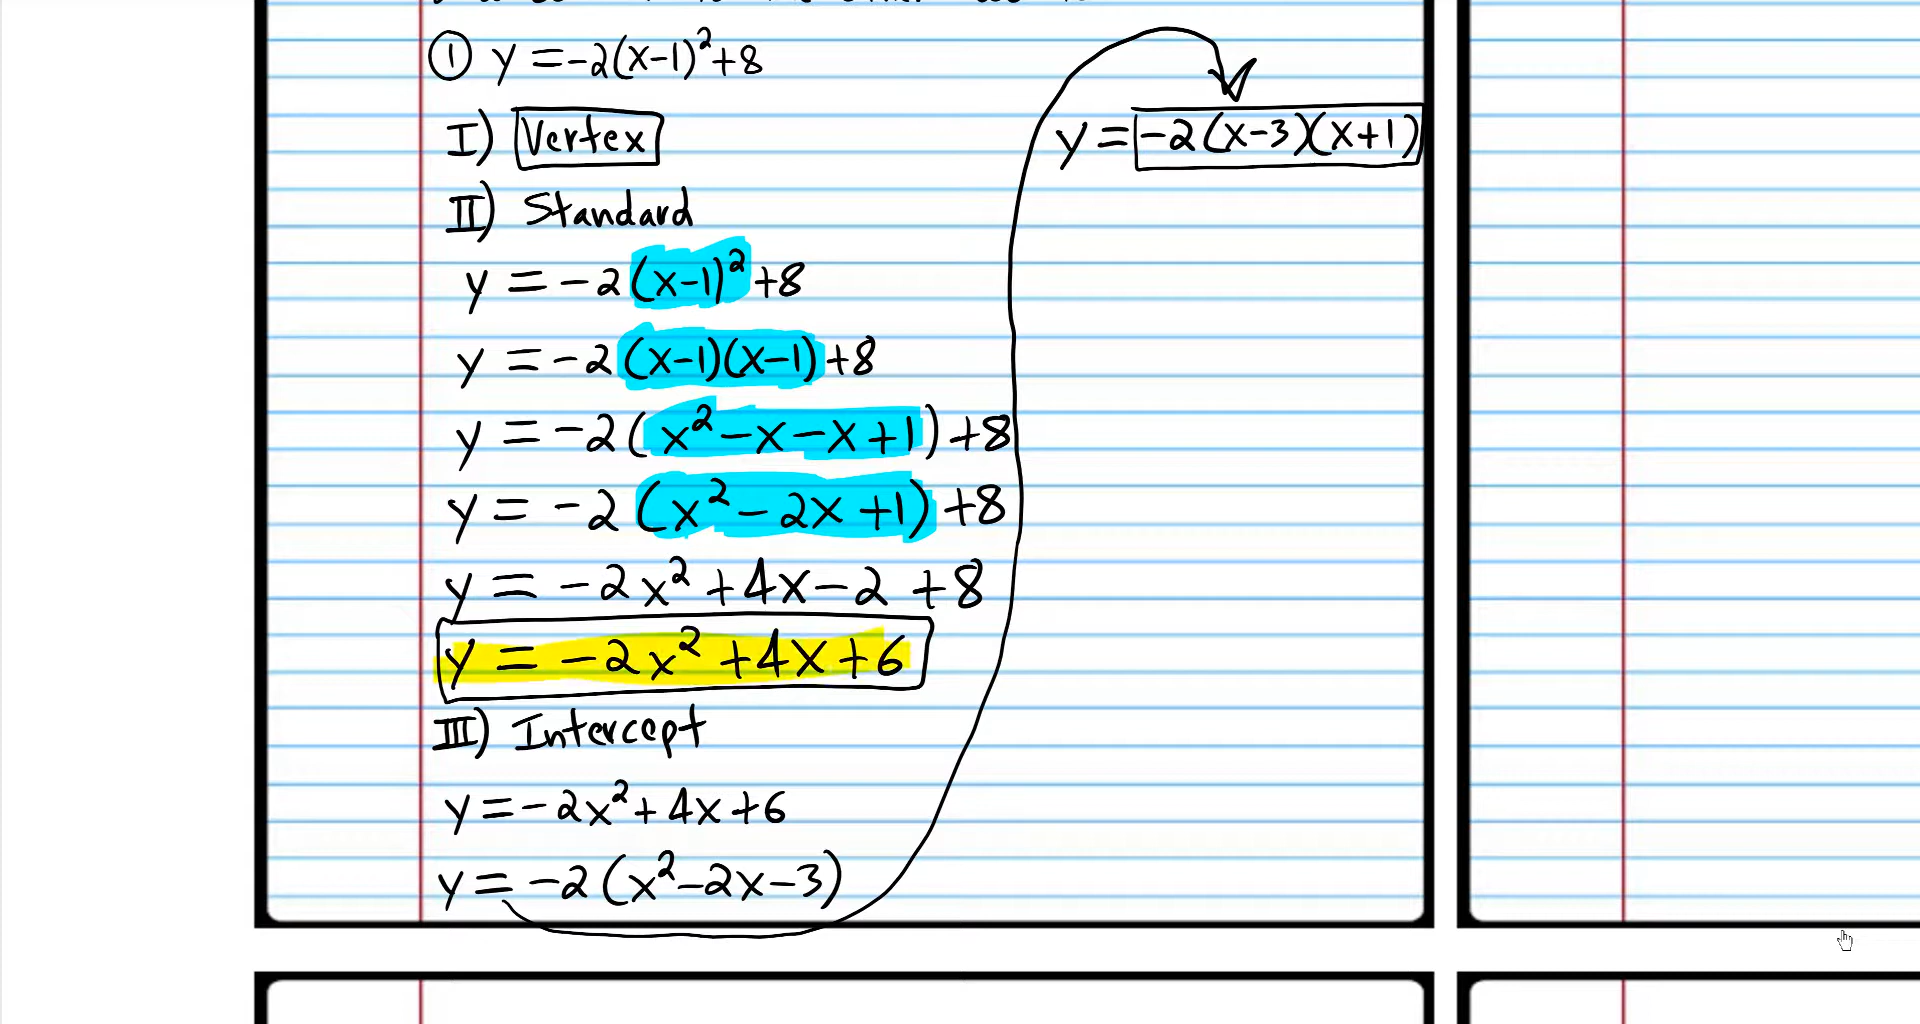 ① y = -2(x-1)²+8
I) Vertex
II) Standard
y = -2(x-1)²+8
y = -2(x-1)(x-1)+8
y = -2(x²-x-x+1)+8
y = -2(x²-2x+1)+8
y = -2x²+4x-2+8
y = -2x²+4x+6
III) Intercept
y = -2x²+4x+6
y = -2(x²-2x-3)
y = -2(x-3)(x+1)